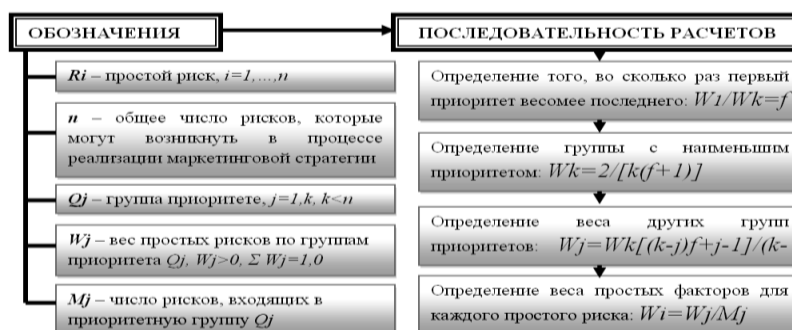 ОБОЗНАЧЕНИЯ
Ri – простой риск, i=1,...,n
n – общее число рисков, которые
могут возникнуть в процессе
реализации маркетинговой стратегии
Qj – группа приоритете, j=1,k, k<n
Wj – вес простых рисков по группам
приоритета Qj, Wj>0, Σ Wj=1,0
Mj – число рисков, входящих в
приоритетную группу Qj
ПОСЛЕДОВАТЕЛЬНОСТЬ РАСЧЕТОВ
Определение того, во сколько раз первый
приоритет весомее последнего: W1/Wk=f
Определение группы с наименьшим
приоритетом: Wk=2/[k(f+1)]
Определение веса других групп
приоритетов: Wj=Wk[(k-j)f+j-1]/(k-
Определение веса простых факторов для
каждого простого риска: Wi=Wj/Mj